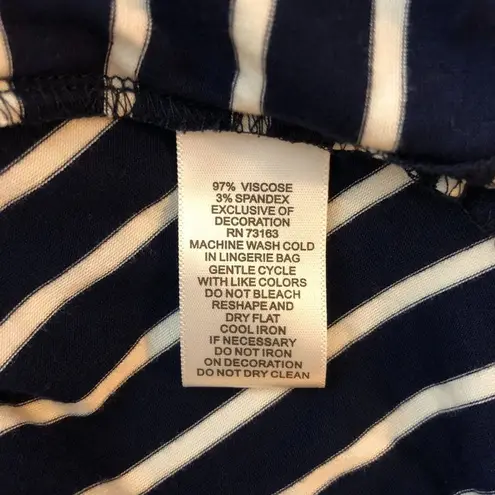 97% VISCOSE
3% SPANDEX
EXCLUSIVE OF
DECORATION
RN 73163
MACHINE WASH COLD
IN LINGERIE BAG
GENTLE CYCLE
WITH LIKE COLORS
DO NOT BLEACH
RESHAPE AND
DRY FLAT
COOL IRON
IF NECESSARY
DO NOT IRON
ON DECORATION
DO NOT DRY CLEAN